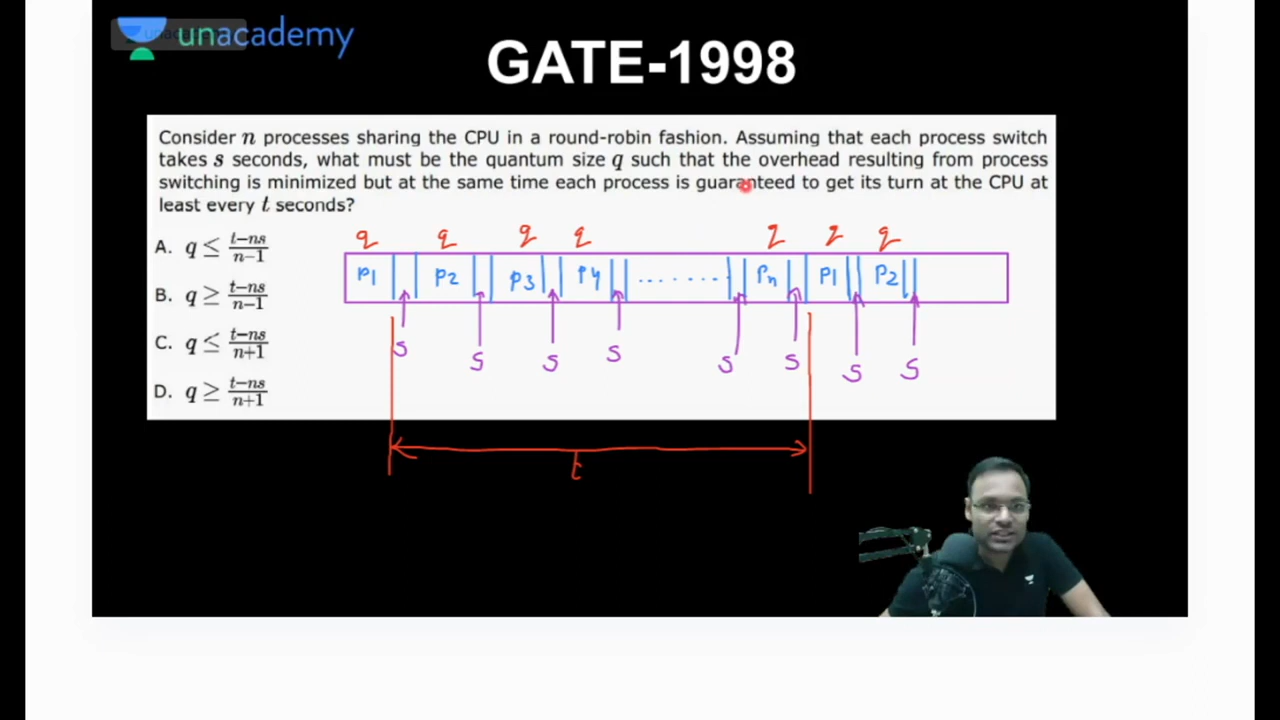 unacademy
GATE-1998
Consider n processes sharing the CPU in a round-robin fashion. Assuming that each process switch
takes s seconds, what must be the quantum size q such that the overhead resulting from process
switching is minimized but at the same time each process is guaranteed to get its turn at the CPU at
least every t seconds?
A. q ≤ (t−ns)/(n−1)
B. q ≥ (t−ns)/(n−1)
C. q ≤ (t−ns)/(n+1)
D. q ≥ (t−ns)/(n+1)
q q q q q q q
P1 P2 P3 P4 ........ Pn P1 P2
s s s s s s s s
t